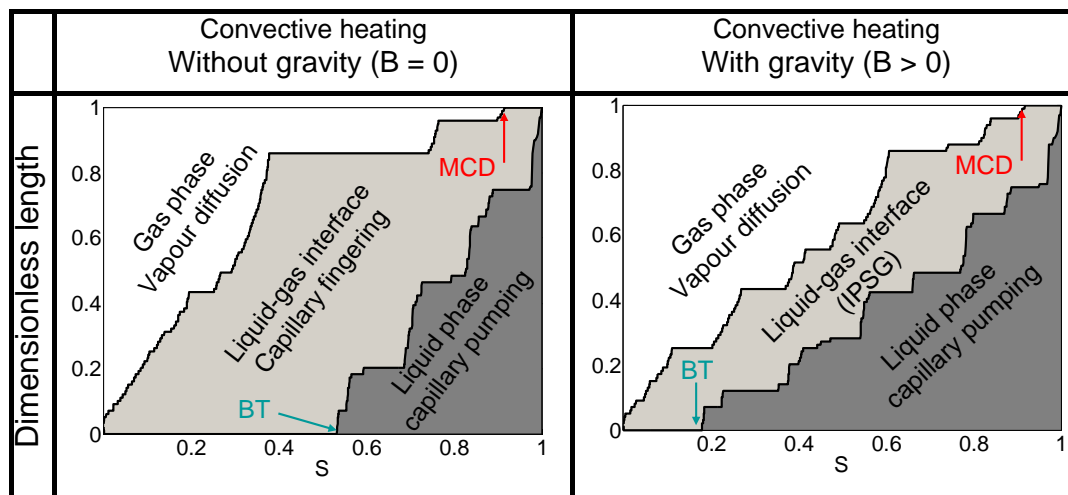 Convective heating
Without gravity (B = 0)
Convective heating
With gravity (B > 0)
Dimensionless length
1
0.8
0.6
0.4
0.2
0
Gas phase
Vapour diffusion
Liquid-gas interface
Capillary fingering
Liquid phase
capillary pumping
MCD
BT
0.2
0.4
0.6
0.8
1
S
1
0.8
0.6
0.4
0.2
0
Gas phase
Vapour diffusion
Liquid-gas interface
(IPSG)
Liquid phase
capillary pumping
MCD
BT
0.2
0.4
0.6
0.8
1
S